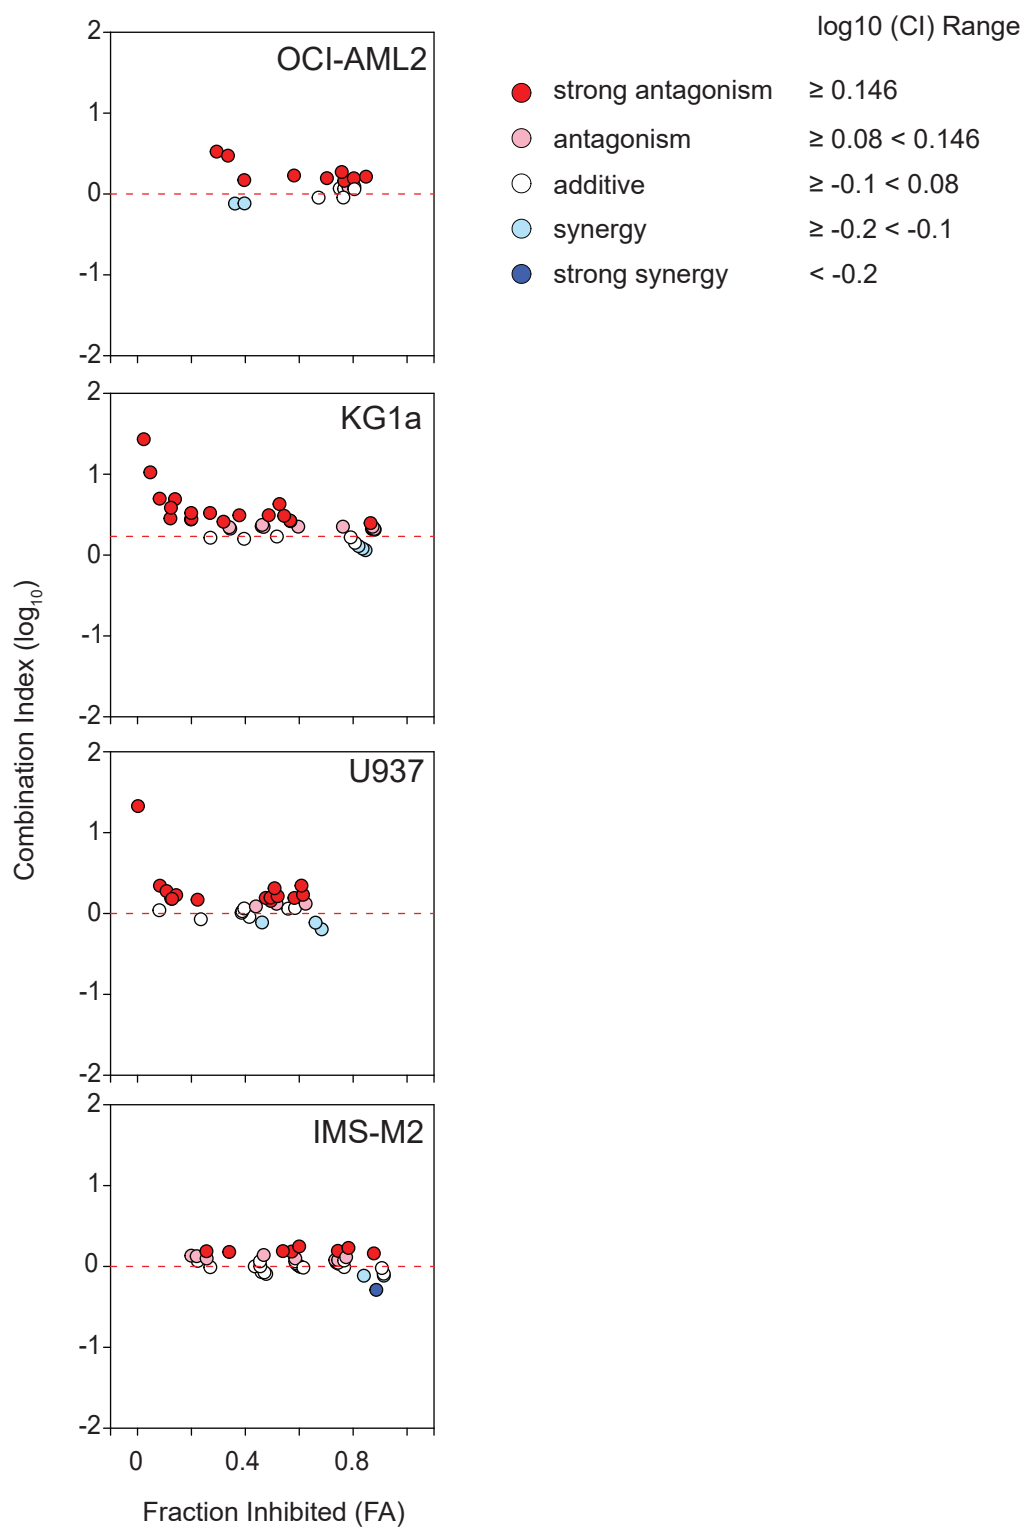 log10 (CI) Range
strong antagonism ≥ 0.146
antagonism ≥ 0.08 < 0.146
additive ≥ -0.1 < 0.08
synergy ≥ -0.2 < -0.1
strong synergy < -0.2
Combination Index (log10)
OCI-AML2
2
1
0
-1
-2
KG1a
2
1
0
-1
-2
U937
2
1
0
-1
-2
IMS-M2
2
1
0
-1
-2
0 0.4 0.8
Fraction Inhibited (FA)